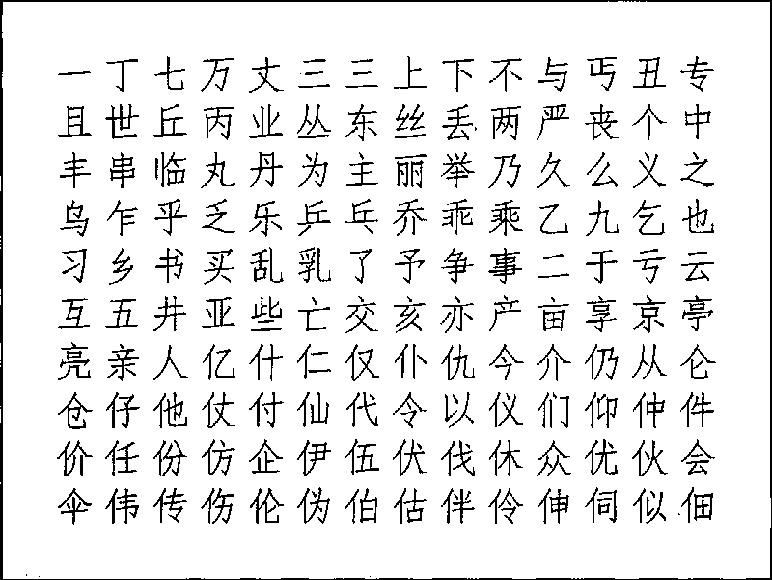 一丁七万丈三三上下不与丐丑专
且世丘丙业丛东丝丢两严丧个中
丰串临丸丹为主丽举乃久么义之
乌乍乎乏乐乒乓乔乖乘乙九乞也
习乡书买乱乳了予争事二于亏云
互五井亚些亡交亥亦产亩享京亭
亮亲人亿什仁仅仆仇今介仍从仑
仓仔他仗付仙代令以仪们仰仲件
价任份仿企伊伍伏伐休众优伙会
伞伟传伤伦伪伯估伴伶伸伺似佃